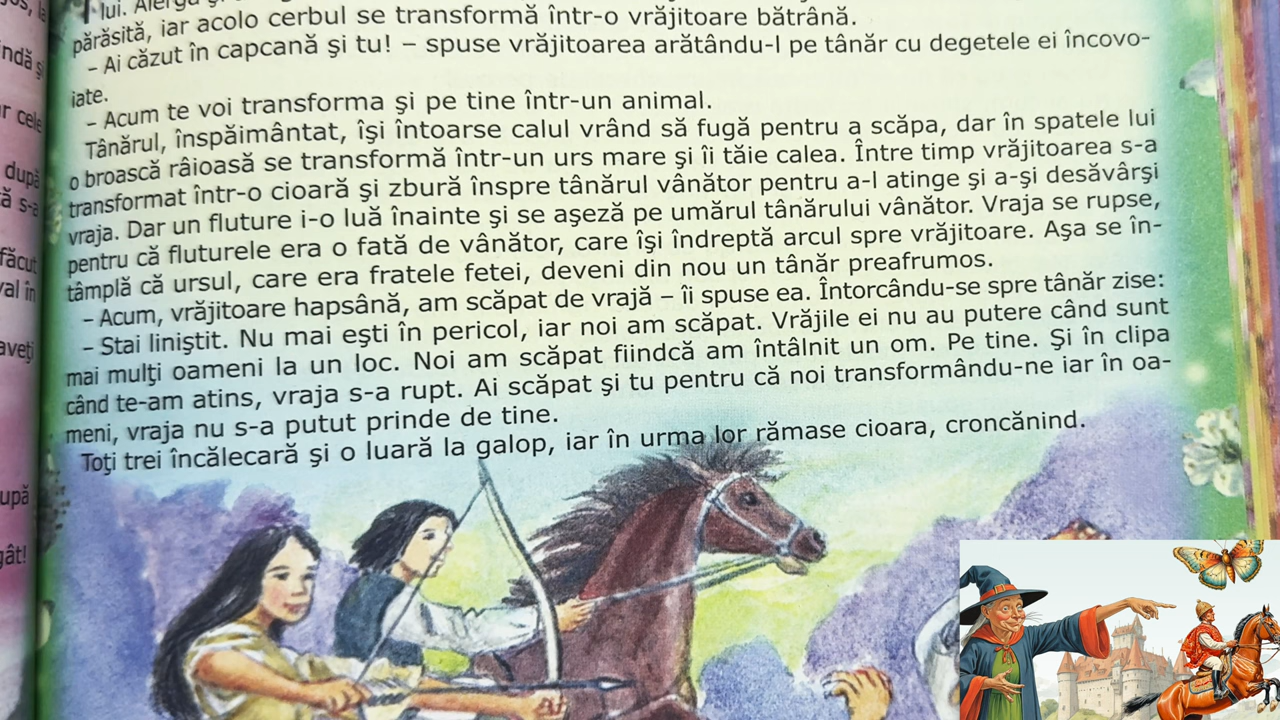 lui. Alergă
părăsită, iar acolo cerbul se transformă într-o vrăjitoare bătrână.
– Ai căzut în capcană şi tu! – spuse vrăjitoarea arătându-l pe tânăr cu degetele ei încovo-
iate.
– Acum te voi transforma şi pe tine într-un animal.
Tânărul, înspăimântat, îşi întoarse calul vrând să fugă pentru a scăpa, dar în spatele lui
o broască râioasă se transformă într-un urs mare şi îi tăie calea. Între timp vrăjitoarea s-a
transformat într-o cioară şi zbură înspre tânărul vânător pentru a-l atinge şi a-şi desăvârşi
vraja. Dar un fluture i-o luă înainte şi se aşeză pe umărul tânărului vânător. Vraja se rupse,
pentru că fluturele era o fată de vânător, care îşi îndreptă arcul spre vrăjitoare. Aşa se în-
tâmplă că ursul, care era fratele fetei, deveni din nou un tânăr preafrumos.
– Acum, vrăjitoare hapsână, am scăpat de vrajă – îi spuse ea. Întorcându-se spre tânăr zise:
– Stai liniştit. Nu mai eşti în pericol, iar noi am scăpat. Vrăjile ei nu au putere când sunt
mai mulţi oameni la un loc. Noi am scăpat fiindcă am întâlnit un om. Pe tine. Şi în clipa
când te-am atins, vraja s-a rupt. Ai scăpat şi tu pentru că noi transformându-ne iar în oa-
meni, vraja nu s-a putut prinde de tine.
Toţi trei încălecară şi o luară la galop, iar în urma lor rămase cioara, croncănind.